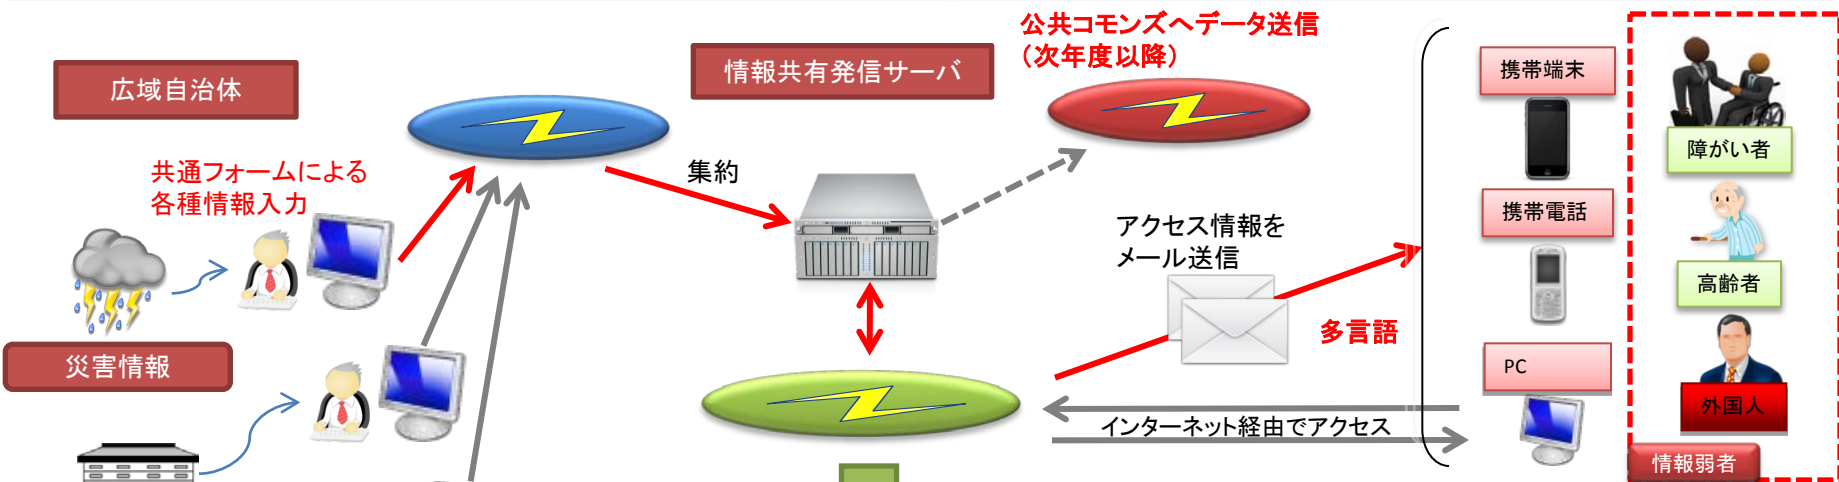 公共コモンズへデータ送信
（次年度以降）
広域自治体
情報共有発信サーバ
携帯端末
障がい者
共通フォームによる
各種情報入力
集約
アクセス情報を
メール送信
携帯電話
高齢者
多言語
災害情報
PC
外国人
インターネット経由でアクセス
情報弱者